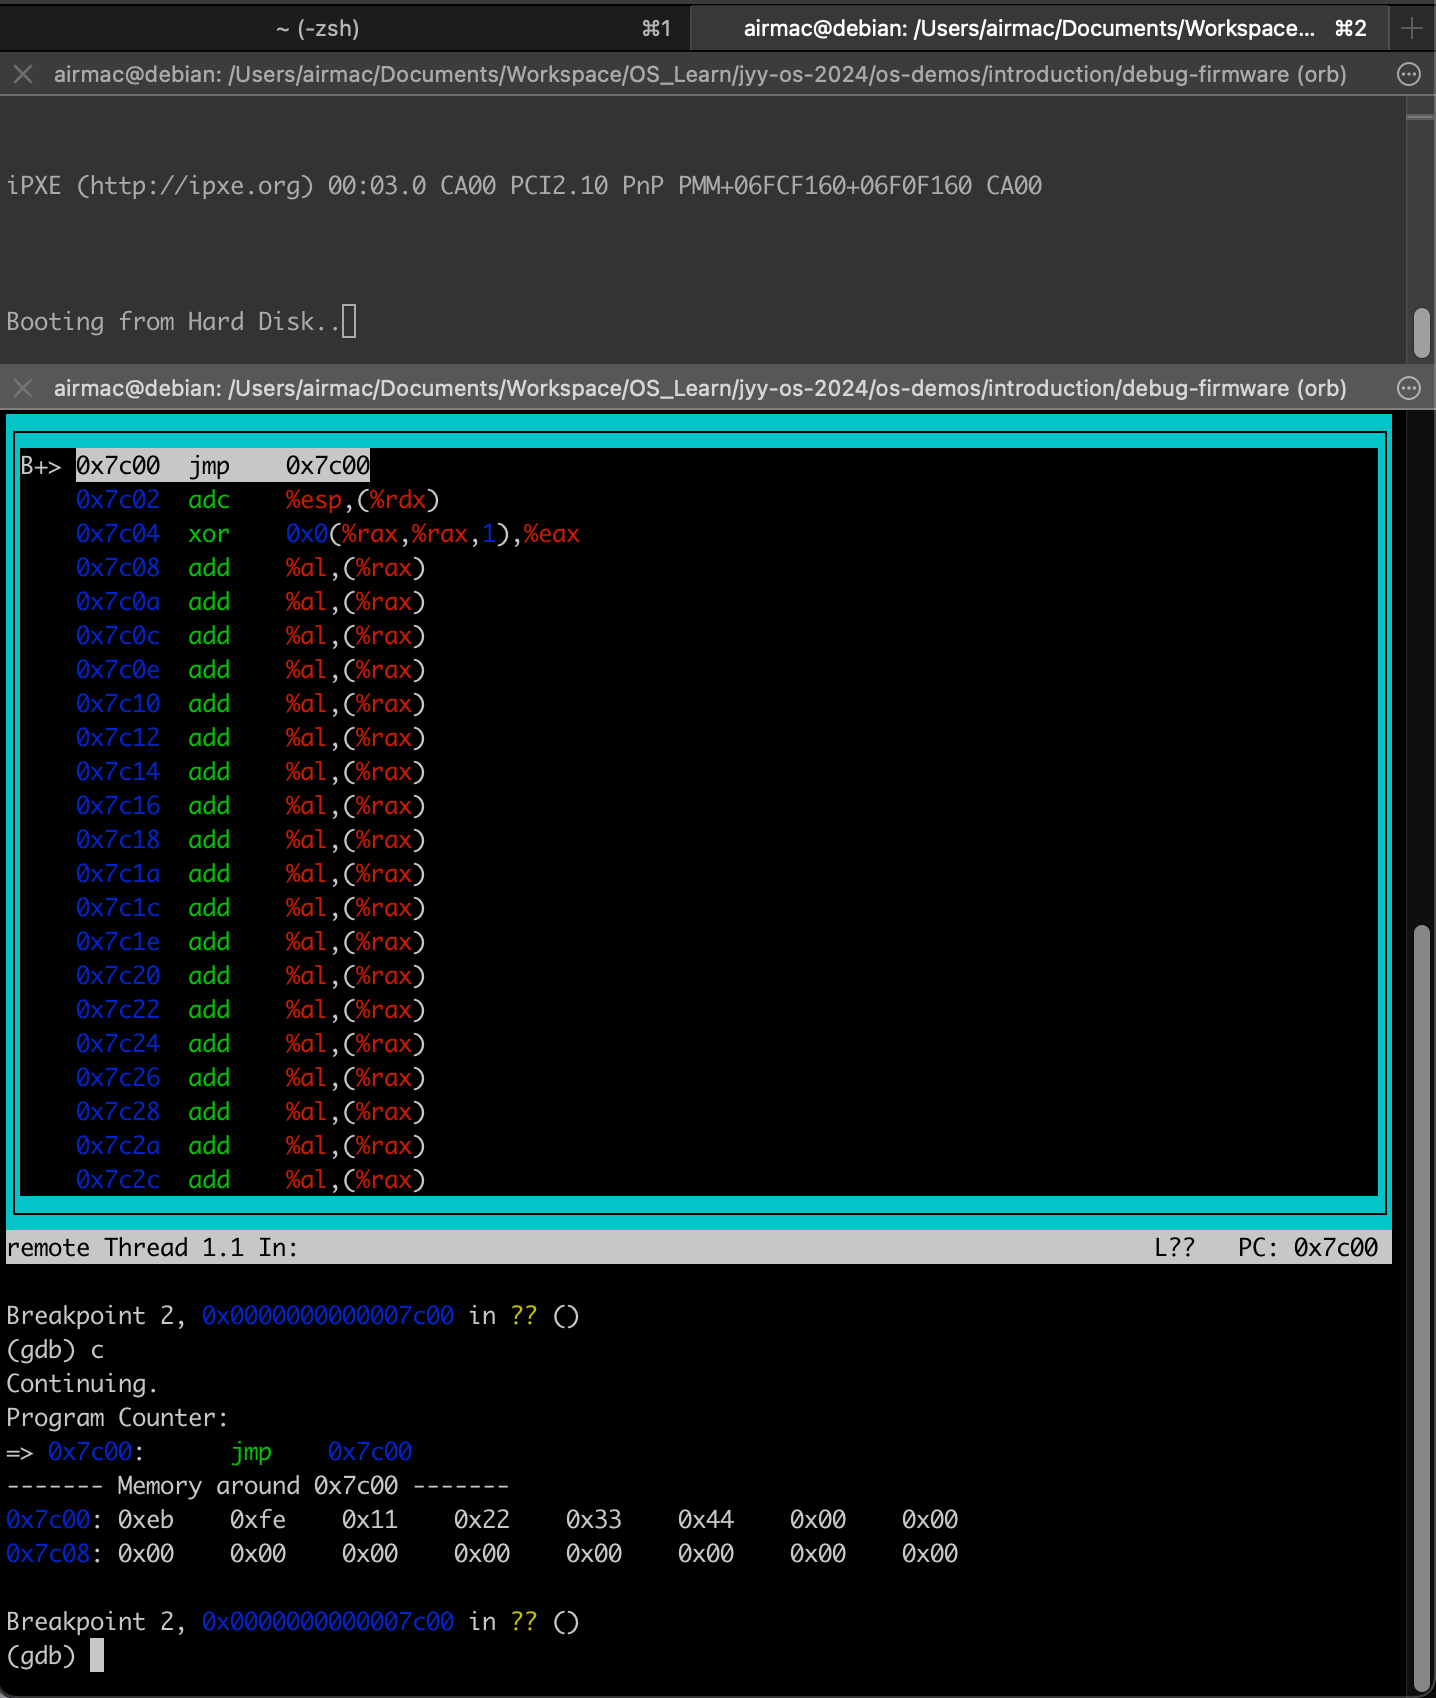 ~ (-zsh) ⌘1 airmac@debian: /Users/airmac/Documents/Workspace... ⌘2
airmac@debian: /Users/airmac/Documents/Workspace/OS_Learn/jyy-os-2024/os-demos/introduction/debug-firmware (orb)
iPXE (http://ipxe.org) 00:03.0 CA00 PCI2.10 PnP PMM+06FCF160+06F0F160 CA00
Booting from Hard Disk..
airmac@debian: /Users/airmac/Documents/Workspace/OS_Learn/jyy-os-2024/os-demos/introduction/debug-firmware (orb)
B+> 0x7c00 jmp 0x7c00
0x7c02 adc %esp,(%rdx)
0x7c04 xor 0x0(%rax,%rax,1),%eax
0x7c08 add %al,(%rax)
0x7c0a add %al,(%rax)
0x7c0c add %al,(%rax)
0x7c0e add %al,(%rax)
0x7c10 add %al,(%rax)
0x7c12 add %al,(%rax)
0x7c14 add %al,(%rax)
0x7c16 add %al,(%rax)
0x7c18 add %al,(%rax)
0x7c1a add %al,(%rax)
0x7c1c add %al,(%rax)
0x7c1e add %al,(%rax)
0x7c20 add %al,(%rax)
0x7c22 add %al,(%rax)
0x7c24 add %al,(%rax)
0x7c26 add %al,(%rax)
0x7c28 add %al,(%rax)
0x7c2a add %al,(%rax)
0x7c2c add %al,(%rax)
remote Thread 1.1 In: L?? PC: 0x7c00
Breakpoint 2, 0x0000000000007c00 in ?? ()
(gdb) c
Continuing.
Program Counter:
=> 0x7c00: jmp 0x7c00
------- Memory around 0x7c00 -------
0x7c00: 0xeb 0xfe 0x11 0x22 0x33 0x44 0x00 0x00
0x7c08: 0x00 0x00 0x00 0x00 0x00 0x00 0x00 0x00
Breakpoint 2, 0x0000000000007c00 in ?? ()
(gdb)